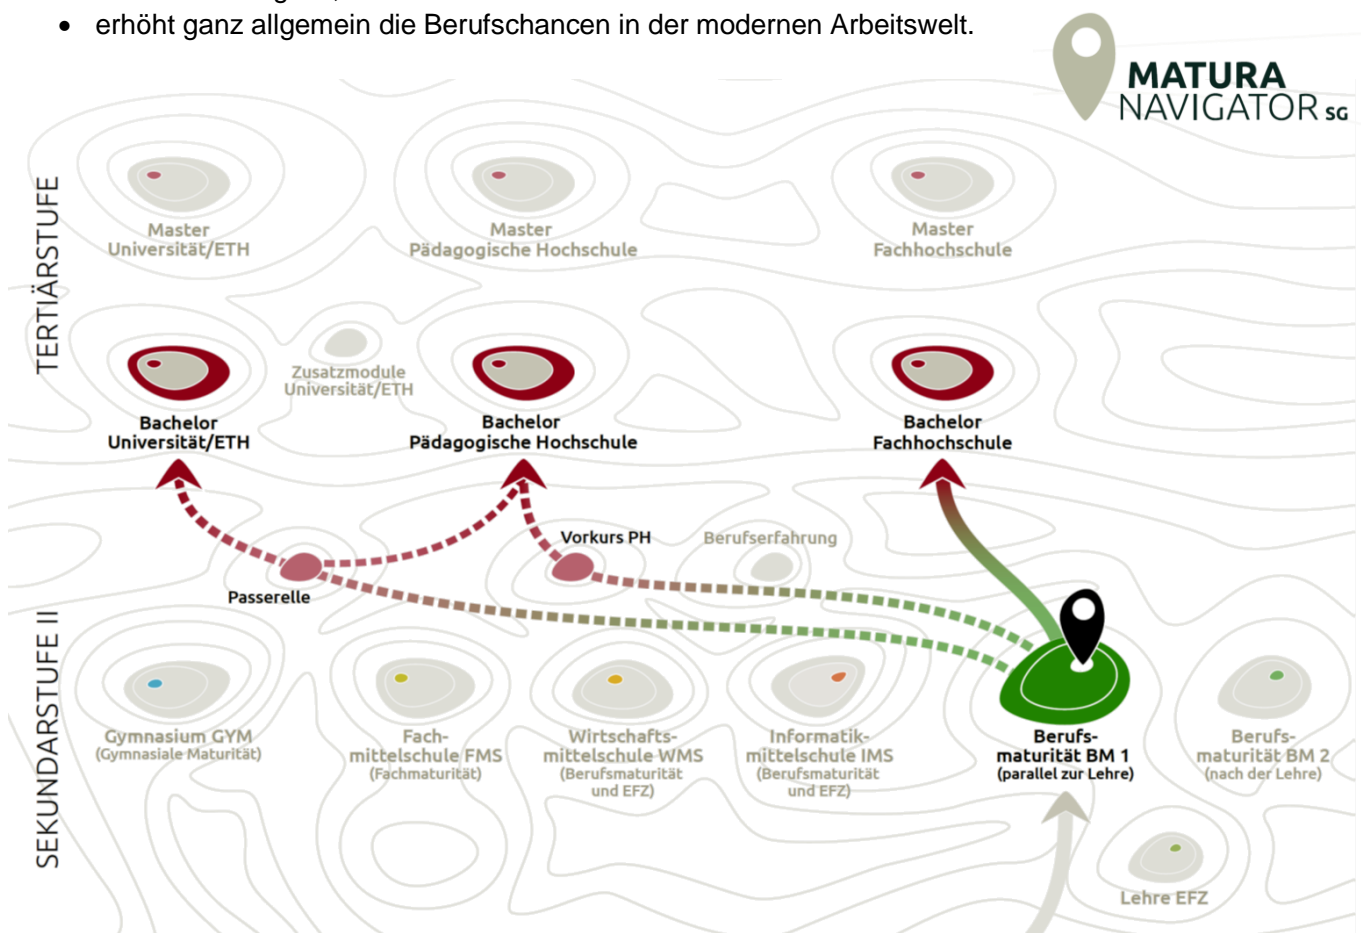 • erhöht ganz allgemein die Berufschancen in der modernen Arbeitswelt.
MATURA
NAVIGATOR SG
TERTIÄRSTUFE
Master
Universität/ETH
Master
Pädagogische Hochschule
Master
Fachhochschule
Zusatzmodule
Universität/ETH
Bachelor
Universität/ETH
Bachelor
Pädagogische Hochschule
Bachelor
Fachhochschule
Vorkurs PH
Berufserfahrung
Passerelle
SEKUNDARSTUFE II
Gymnasium GYM
(Gymnasiale Maturität)
Fach-
mittelschule FMS
(Fachmaturität)
Wirtschafts-
mittelschule WMS
(Berufsmaturität
und EFZ)
Informatik-
mittelschule IMS
(Berufsmaturität
und EFZ)
Berufs-
maturität BM 1
(parallel zur Lehre)
Berufs-
maturität BM 2
(nach der Lehre)
Lehre EFZ